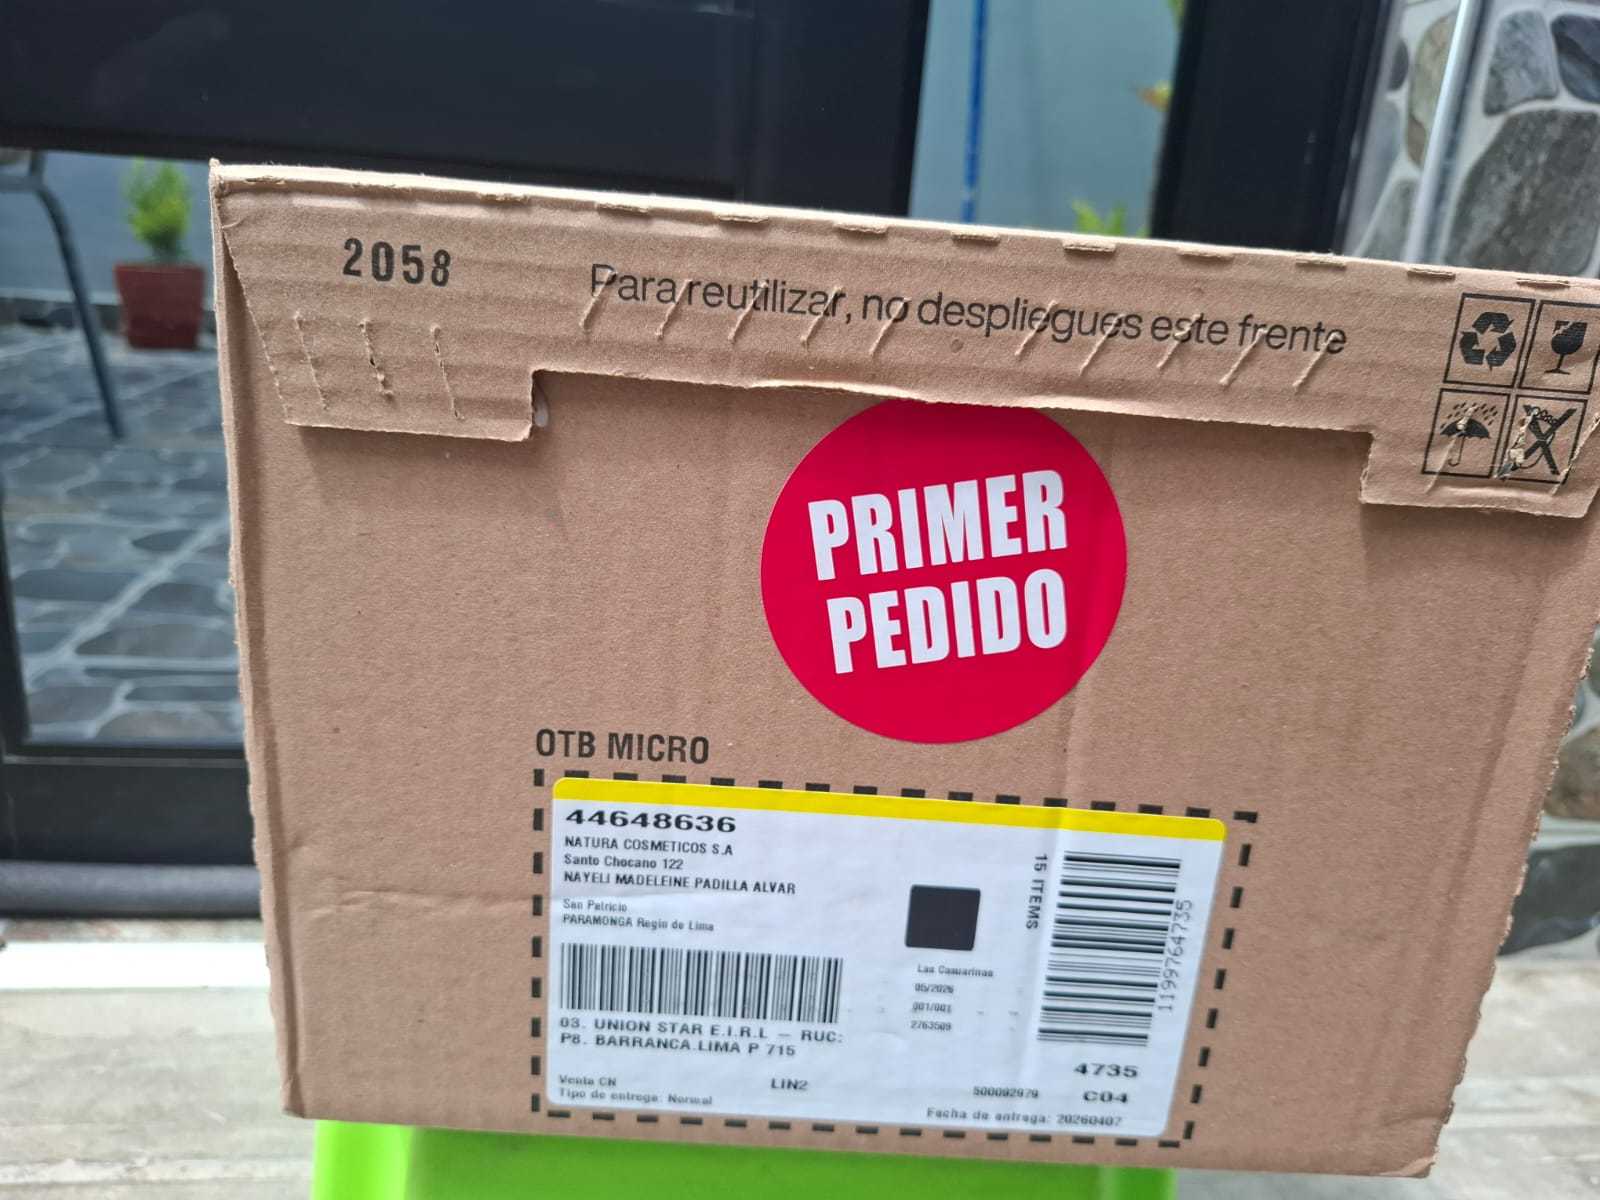 2058
Para reutilizar, no despliegues este frente
PRIMER
PEDIDO
OTB MICRO
44648636
NATURA COSMETICOS S.A
Santo Chocano 122
NAYELI MADELEINE PADILLA ALVAR
San Patricio
PARAMONGA Regin de Lima
15 ITEMS
1199764735
Las Casuarinas
05/2026
001/001
2763509
03. UNION STAR E.I.R.L – RUC:
P8. BARRANCA.LIMA P 715
4735
Venta CN
LIN2
500092979
C04
Tipo de entrega: Normal
Fecha de entrega: 20260407